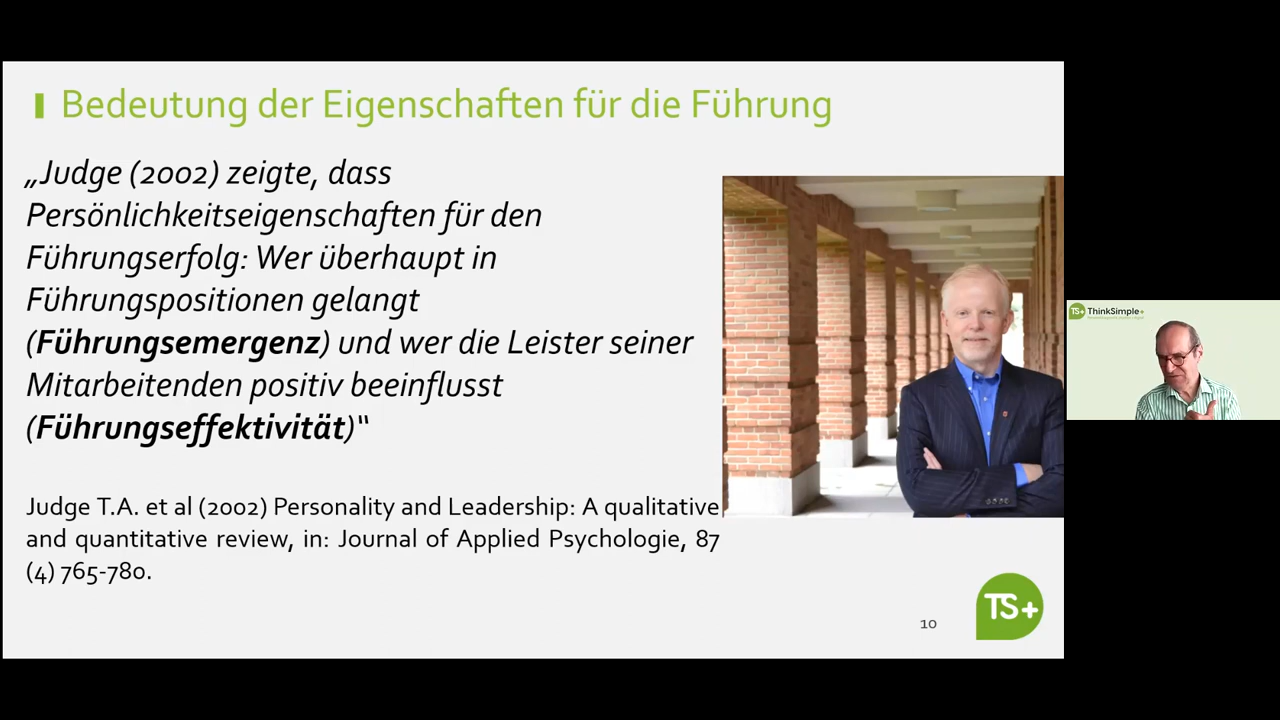 Bedeutung der Eigenschaften für die Führung
„Judge (2002) zeigte, dass
Persönlichkeitseigenschaften für den
Führungserfolg: Wer überhaupt in
Führungspositionen gelangt
(Führungsemergenz) und wer die Leister seiner
Mitarbeitenden positiv beeinflusst
(Führungseffektivität)“
Judge T.A. et al (2002) Personality and Leadership: A qualitative
and quantitative review, in: Journal of Applied Psychologie, 87
(4) 765-780.
10
TS+
TS+ ThinkSimple+